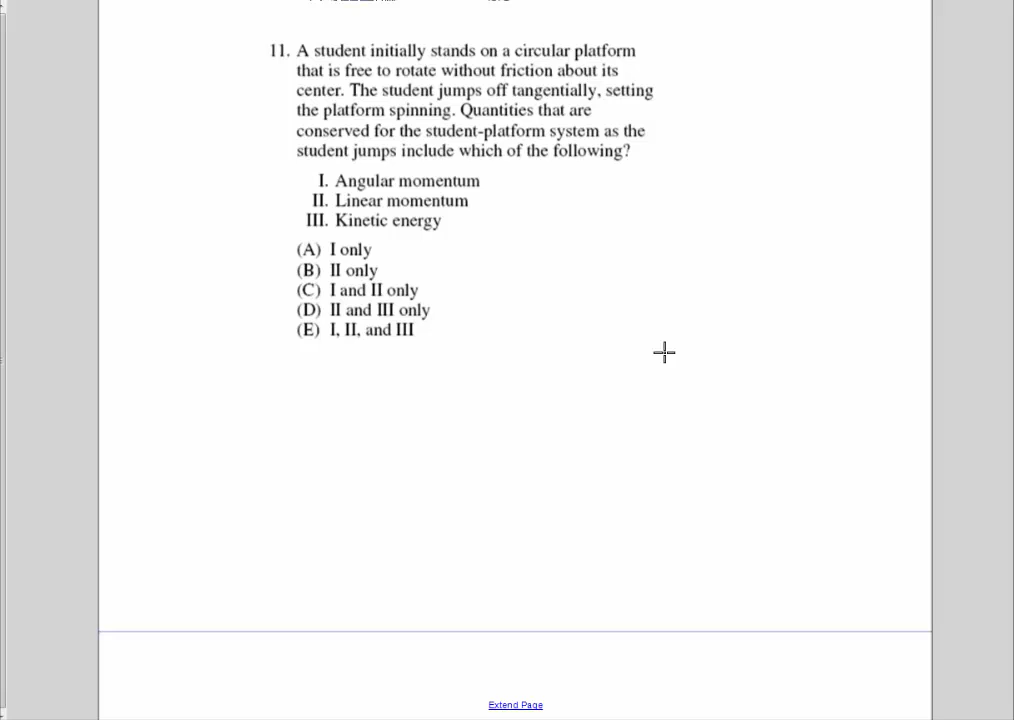 11. A student initially stands on a circular platform
that is free to rotate without friction about its
center. The student jumps off tangentially, setting
the platform spinning. Quantities that are
conserved for the student-platform system as the
student jumps include which of the following?
I. Angular momentum
II. Linear momentum
III. Kinetic energy
(A) I only
(B) II only
(C) I and II only
(D) II and III only
(E) I, II, and III
Extend Page